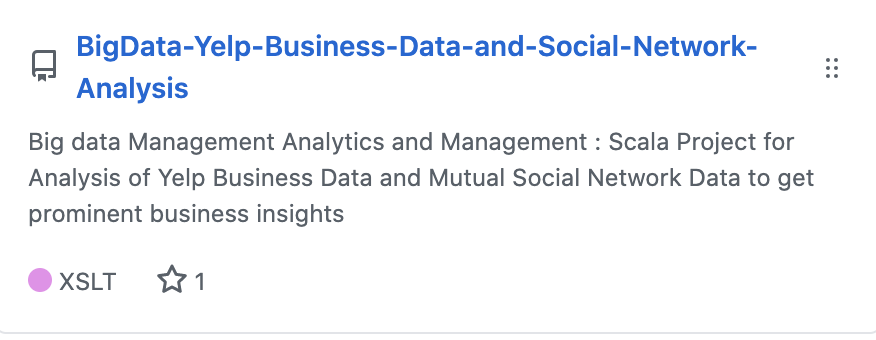 BigData-Yelp-Business-Data-and-Social-Network-
Analysis
Big data Management Analytics and Management : Scala Project for
Analysis of Yelp Business Data and Mutual Social Network Data to get
prominent business insights
XSLT 1